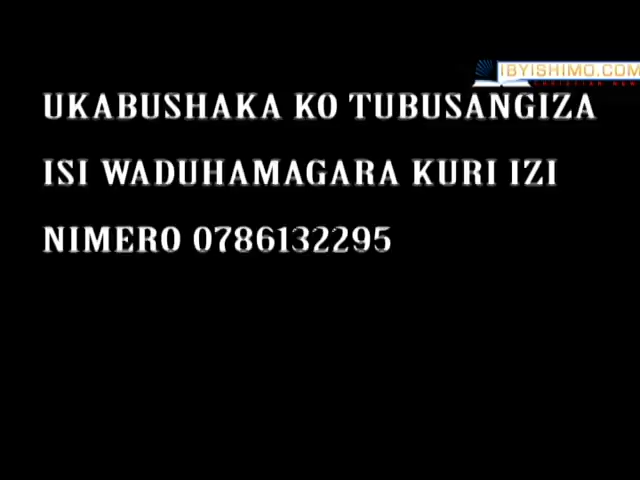 IBYISHIMO.COM
UKABUSHAKA KO TUBUSANGIZA
ISI WADUHAMAGARA KURI IZI
NIMERO 0786132295